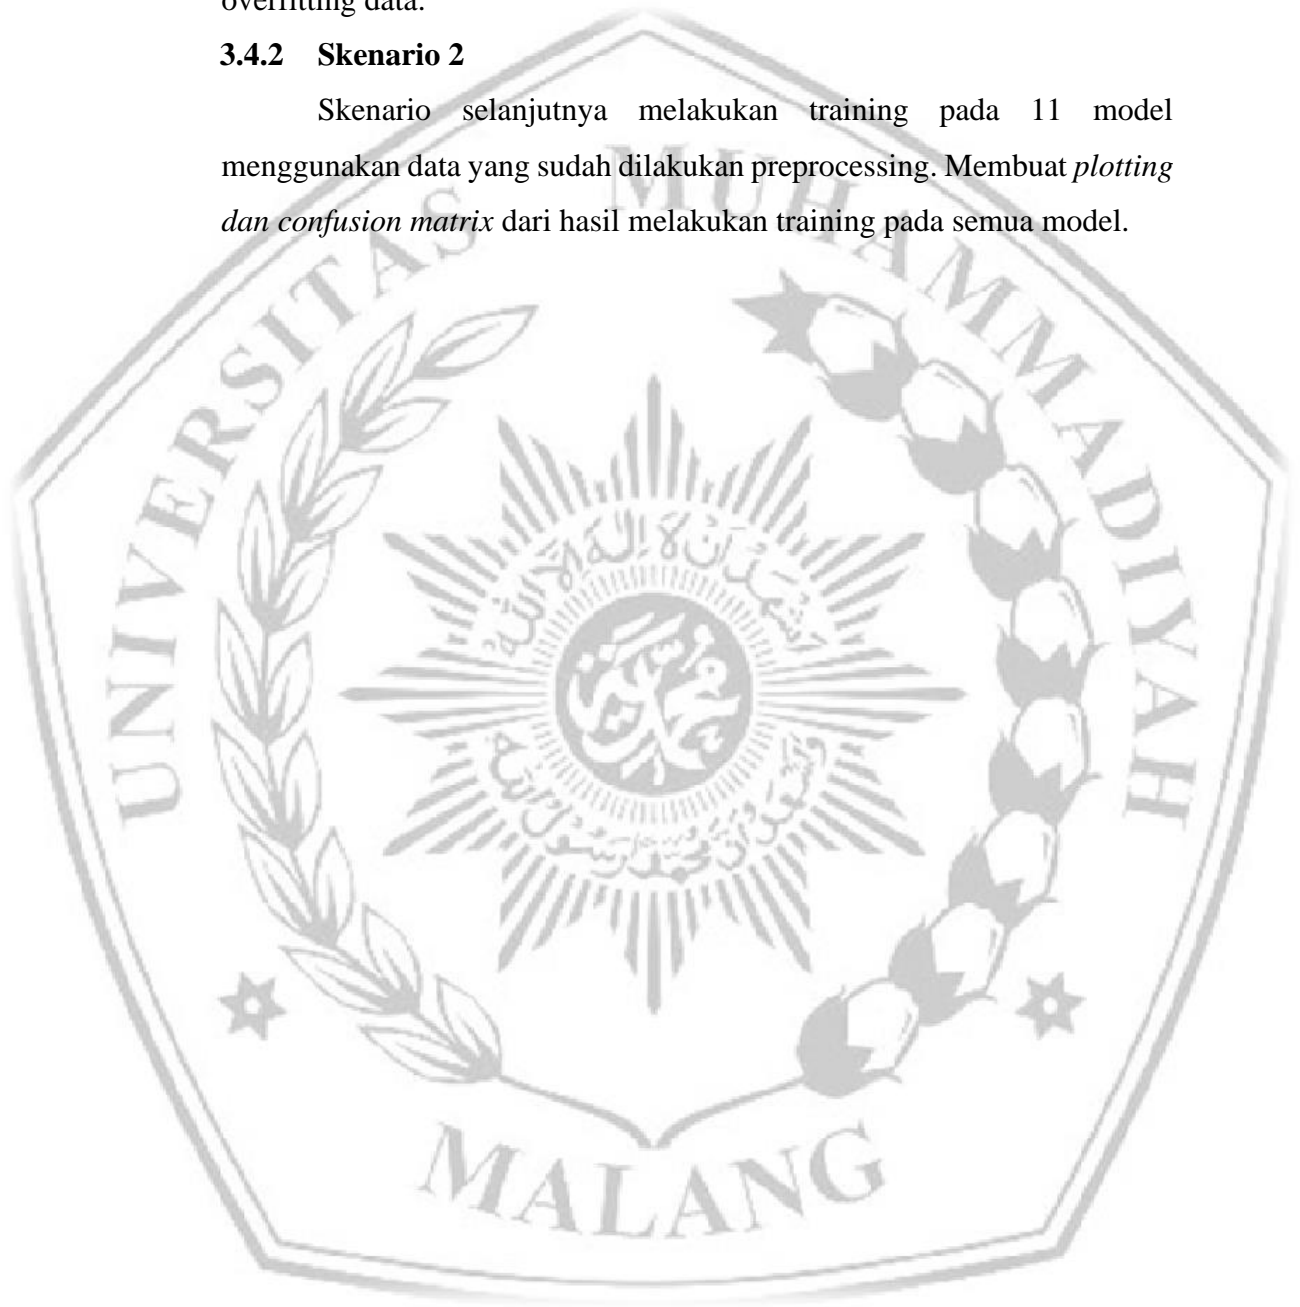 overfitting data.
3.4.2 Skenario 2
Skenario selanjutnya melakukan training pada 11 model
menggunakan data yang sudah dilakukan preprocessing. Membuat plotting
dan confusion matrix dari hasil melakukan training pada semua model.
UNIVERSITAS MUHAMMADIYAH
MALANG